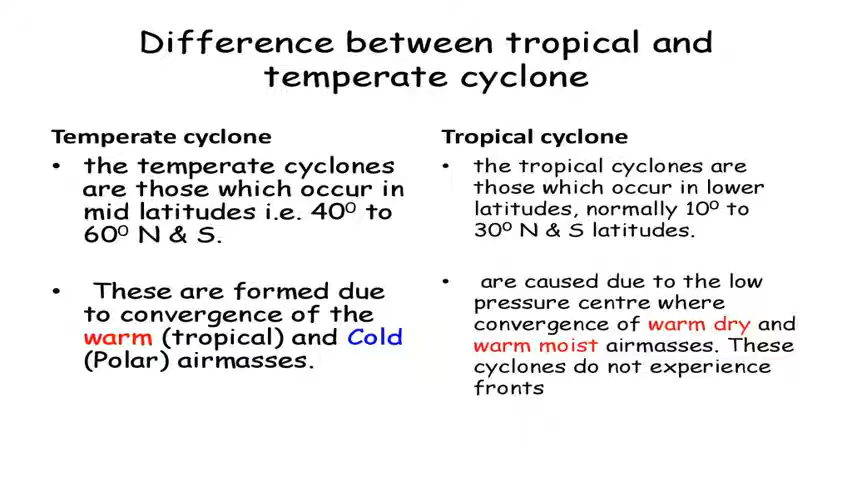 Difference between tropical and
temperate cyclone
Temperate cyclone
• the temperate cyclones
are those which occur in
mid latitudes i.e. 40⁰ to
60⁰ N & S.
• These are formed due
to convergence of the
warm (tropical) and Cold
(Polar) airmasses.
Tropical cyclone
• the tropical cyclones are
those which occur in lower
latitudes, normally 10⁰ to
30⁰ N & S latitudes.
• are caused due to the low
pressure centre where
convergence of warm dry and
warm moist airmasses. These
cyclones do not experience
fronts